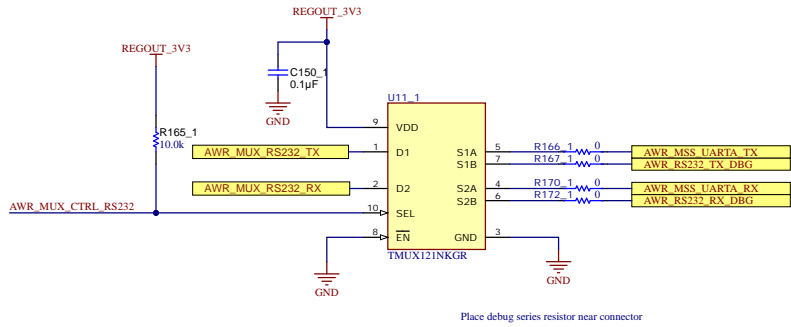 REGOUT_3V3
REGOUT_3V3
C150_1
0.1µF
GND
U11_1
R165_1
10.0k
9 VDD
AWR_MUX_RS232_TX 1 D1 S1A 5 R166_1 0 AWR_MSS_UARTA_TX
S1B 7 R167_1 0 AWR_RS232_TX_DBG
AWR_MUX_RS232_RX 2 D2 S2A 4 R170_1 0 AWR_MSS_UARTA_RX
S2B 6 R172_1 0 AWR_RS232_RX_DBG
AWR_MUX_CTRL_RS232 10 SEL
8 EN GND 3
TMUX121NKGR
GND
GND
Place debug series resistor near connector